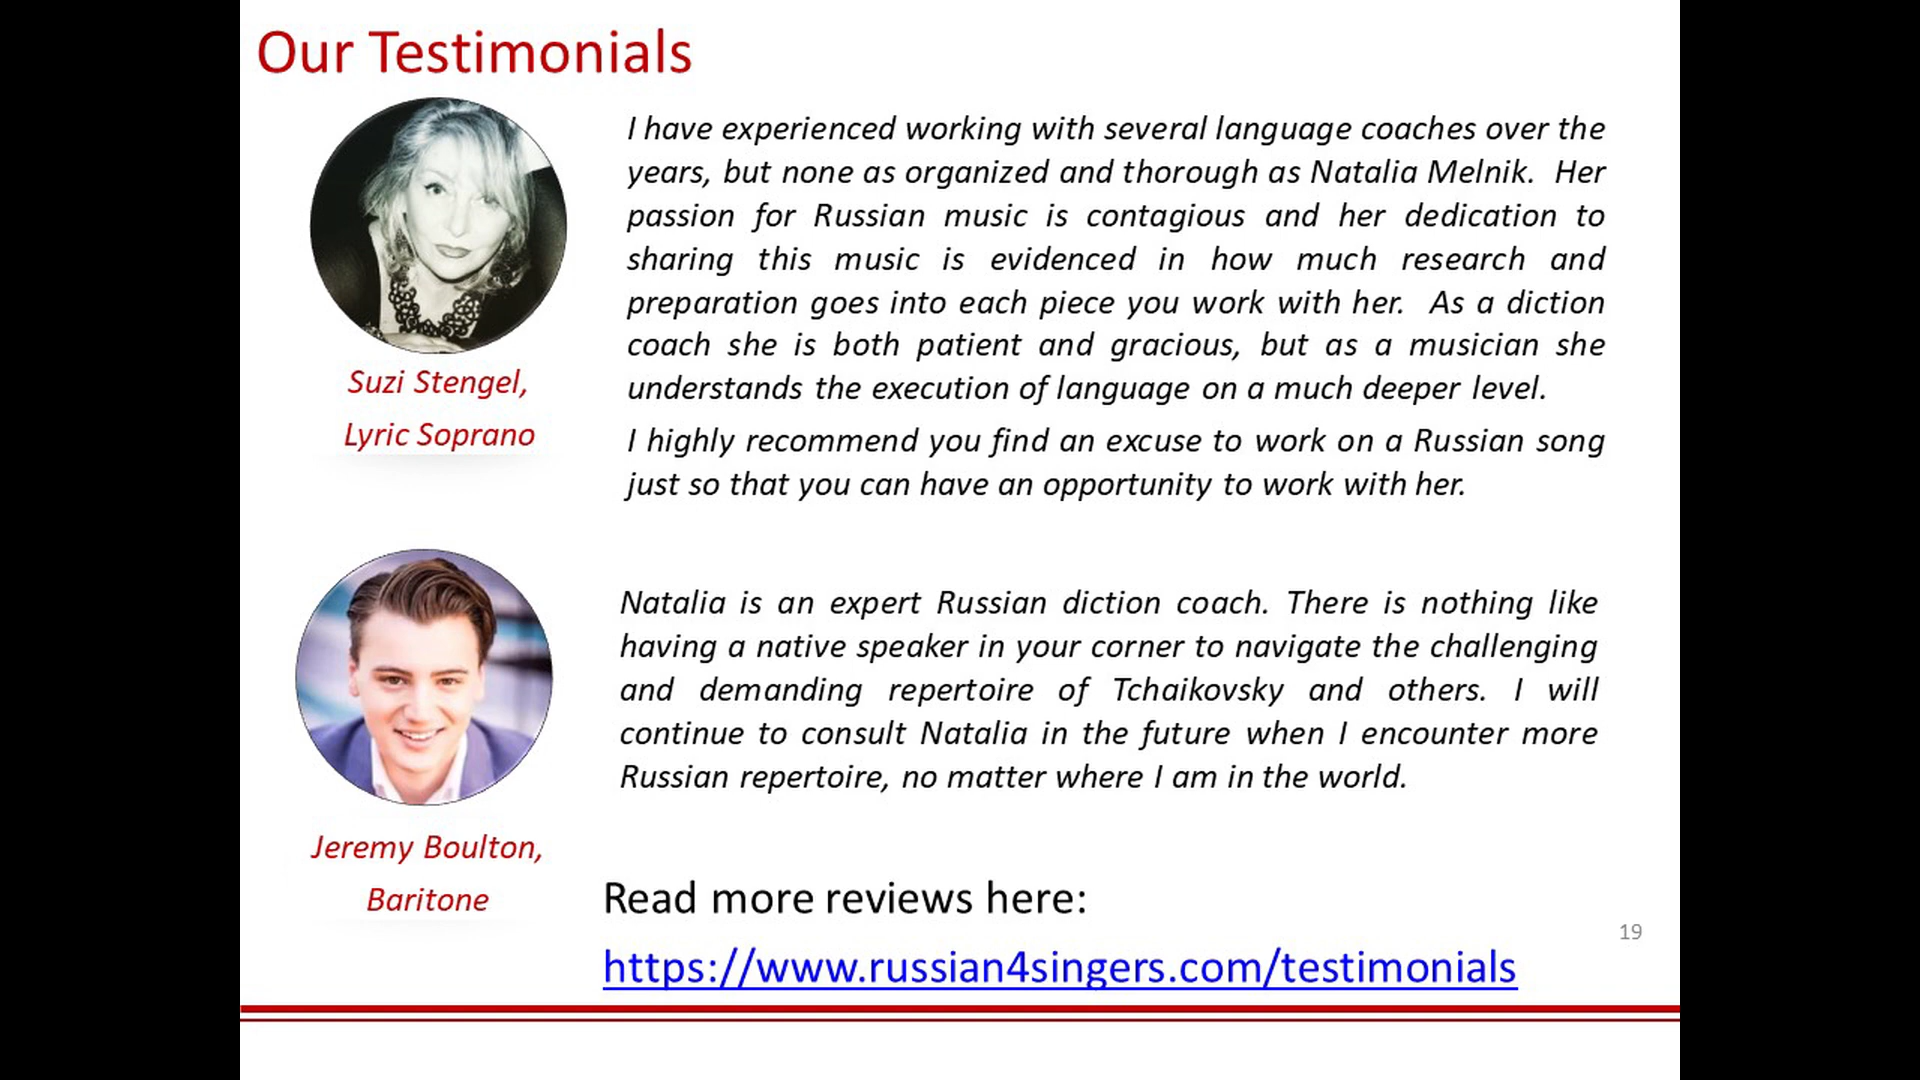 Our Testimonials
I have experienced working with several language coaches over the
years, but none as organized and thorough as Natalia Melnik.  Her
passion for Russian music is contagious and her dedication to
sharing this music is evidenced in how much research and
preparation goes into each piece you work with her.  As a diction
coach she is both patient and gracious, but as a musician she
understands the execution of language on a much deeper level.
I highly recommend you find an excuse to work on a Russian song
just so that you can have an opportunity to work with her.
Suzi Stengel,
Lyric Soprano
Natalia is an expert Russian diction coach. There is nothing like
having a native speaker in your corner to navigate the challenging
and demanding repertoire of Tchaikovsky and others. I will
continue to consult Natalia in the future when I encounter more
Russian repertoire, no matter where I am in the world.
Jeremy Boulton,
Baritone
Read more reviews here:
https://www.russian4singers.com/testimonials
19